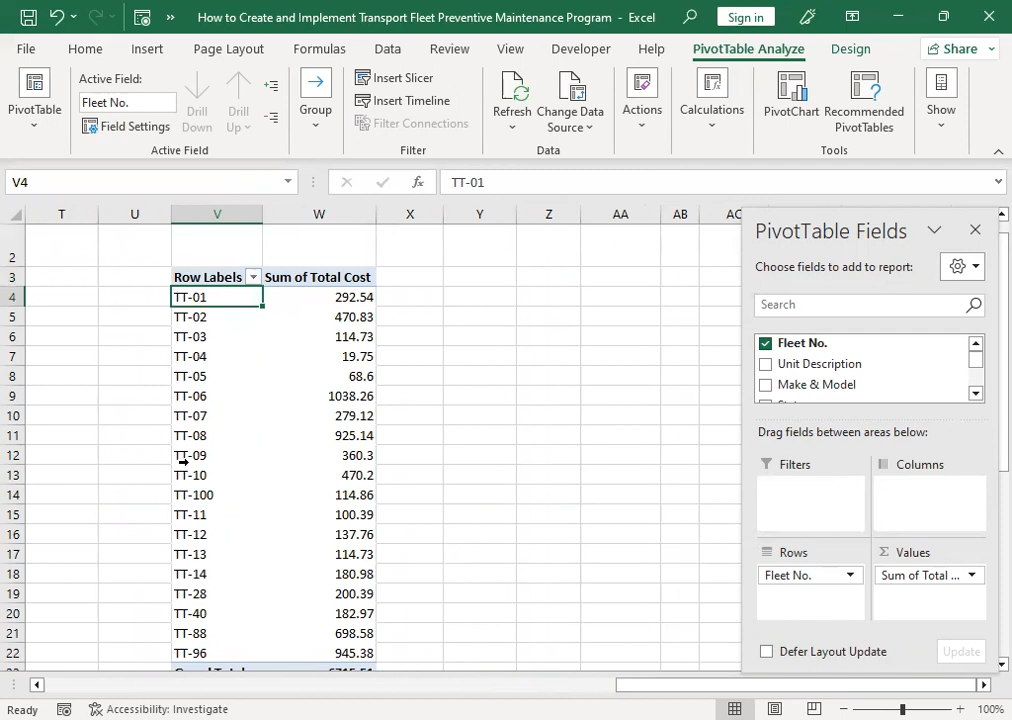 How to Create and Implement Transport Fleet Preventive Maintenance Program - Excel
Sign in
File Home Insert Page Layout Formulas Data Review View Developer Help PivotTable Analyze Design Share
PivotTable
Active Field:
Fleet No.
Field Settings
Drill Down
Drill Up
Active Field
Group
Insert Slicer
Insert Timeline
Filter Connections
Filter
Refresh
Change Data Source
Data
Actions
Calculations
PivotChart
Recommended PivotTables
Tools
Show
V4
fx
TT-01
T U V W X Y Z AA AB AC
2
3 Row Labels Sum of Total Cost
4 TT-01 292.54
5 TT-02 470.83
6 TT-03 114.73
7 TT-04 19.75
8 TT-05 68.6
9 TT-06 1038.26
10 TT-07 279.12
11 TT-08 925.14
12 TT-09 360.3
13 TT-10 470.2
14 TT-100 114.86
15 TT-11 100.39
16 TT-12 137.76
17 TT-13 114.73
18 TT-14 180.98
19 TT-28 200.39
20 TT-40 182.97
21 TT-88 698.58
22 TT-96 945.38
PivotTable Fields
Choose fields to add to report:
Search
Fleet No.
Unit Description
Make & Model
Drag fields between areas below:
Filters
Columns
Rows
Σ Values
Fleet No.
Sum of Total ...
Defer Layout Update
Update
Ready
Accessibility: Investigate
100%